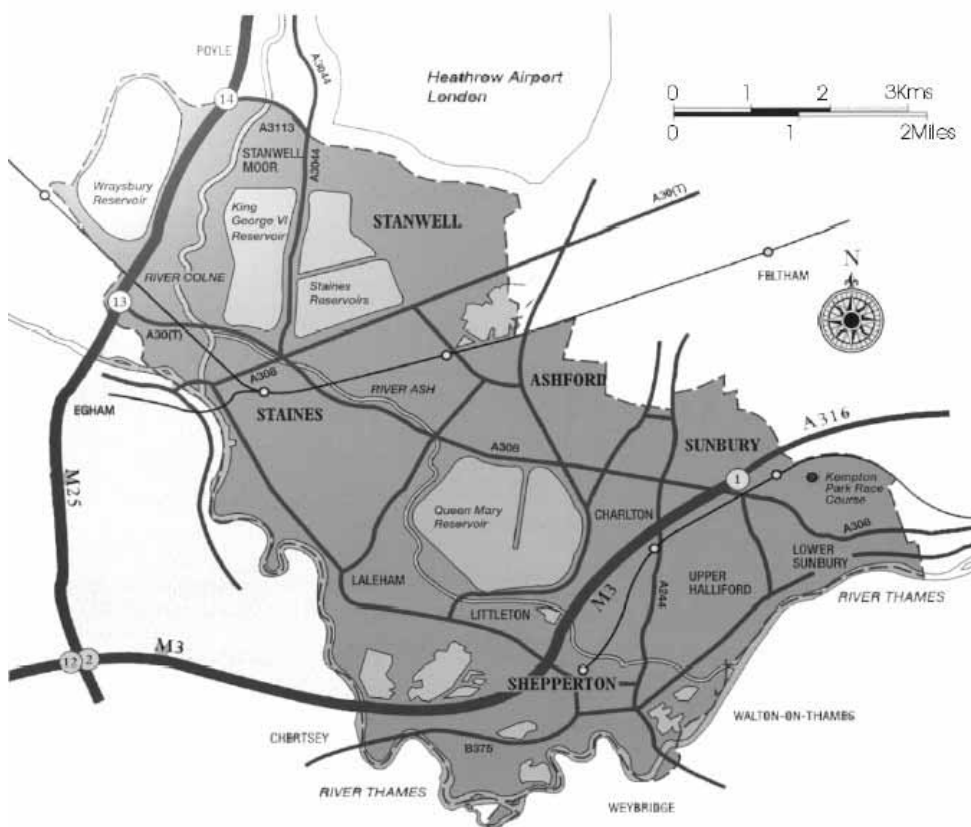 POYLE
A3044
Heathrow Airport
London
0 1 2 3Kms
0 1 2Miles
14
A3113
STANWELL
MOOR
A3044
Wraysbury
Reservoir
King
George VI
Reservoir
STANWELL
A30(T)
N
FELTHAM
RIVER COLNE
Staines
Reservoirs
13
A30(T)
A308
RIVER ASH
ASHFORD
EGHAM
STAINES
A316
A308
SUNBURY
M25
1
Kempton
Park Race
Course
Queen Mary
Reservoir
CHARLTON
A308
LALEHAM
M3
A244
UPPER
HALLIFORD
LOWER
SUNBURY
RIVER THAMES
LITTLETON
M3
12 2
SHEPPERTON
WALTON-ON-THAMES
CHERTSEY
B375
RIVER THAMES
WEYBRIDGE